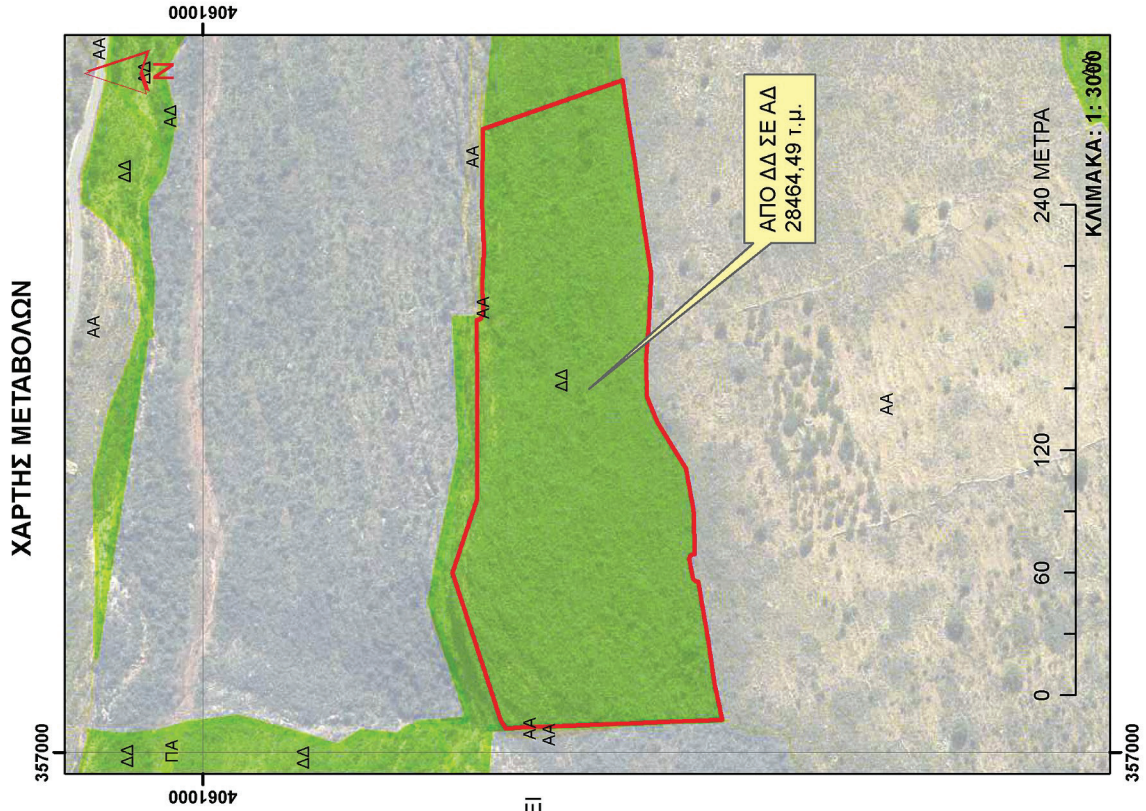 ΧΑΡΤΗΣ ΜΕΤΑΒΟΛΩΝ
4061000
357000
ΑΑ
ΔΔ
N
ΑΔ
ΔΔ
ΑΑ
ΑΑ
ΑΑ
ΔΔ
ΑΠΟ ΔΔ ΣΕ ΑΔ
28464,49 τ.μ.
ΑΑ
ΔΔ
ΠΑ
ΔΔ
ΑΑ
ΑΑ
0 60 120 240 ΜΕΤΡΑ
ΚΛΙΜΑΚΑ: 1: 3000
4061000
357000